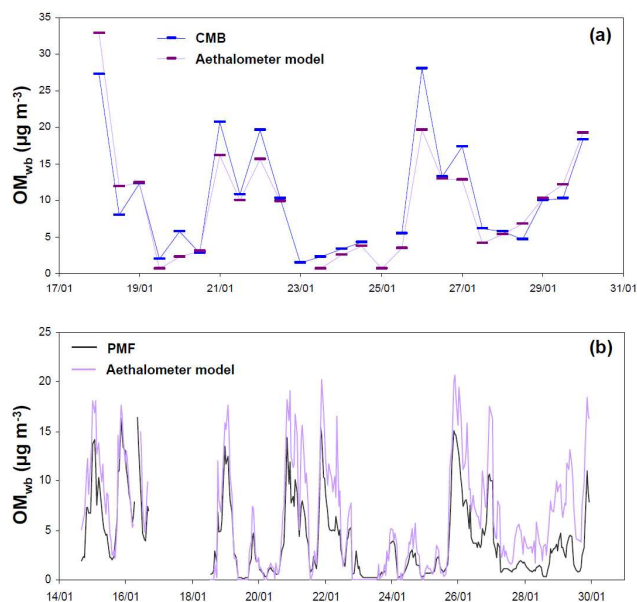 35
30
25
20
15
10
5
0
OMwb (µg m-3)
CMB
Aethalometer model
(a)
17/01 19/01 21/01 23/01 25/01 27/01 29/01 31/01
25
20
15
10
5
0
OMwb (µg m-3)
PMF
Aethalometer model
(b)
14/01 16/01 18/01 20/01 22/01 24/01 26/01 28/01 30/01